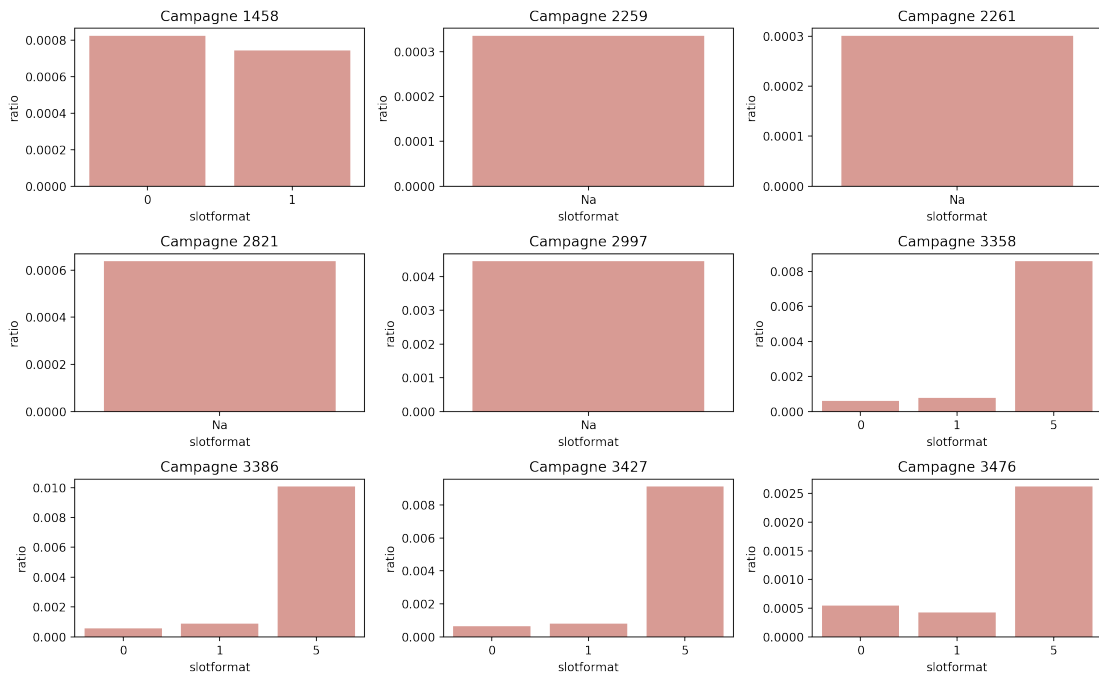 Campagne 1458
ratio
0.0008
0.0006
0.0004
0.0002
0.0000
0 1
slotformat
Campagne 2259
ratio
0.0003
0.0002
0.0001
0.0000
Na
slotformat
Campagne 2261
ratio
0.0003
0.0002
0.0001
0.0000
Na
slotformat
Campagne 2821
ratio
0.0006
0.0004
0.0002
0.0000
Na
slotformat
Campagne 2997
ratio
0.004
0.003
0.002
0.001
0.000
Na
slotformat
Campagne 3358
ratio
0.008
0.006
0.004
0.002
0.000
0 1 5
slotformat
Campagne 3386
ratio
0.010
0.008
0.006
0.004
0.002
0.000
0 1 5
slotformat
Campagne 3427
ratio
0.008
0.006
0.004
0.002
0.000
0 1 5
slotformat
Campagne 3476
ratio
0.0025
0.0020
0.0015
0.0010
0.0005
0.0000
0 1 5
slotformat